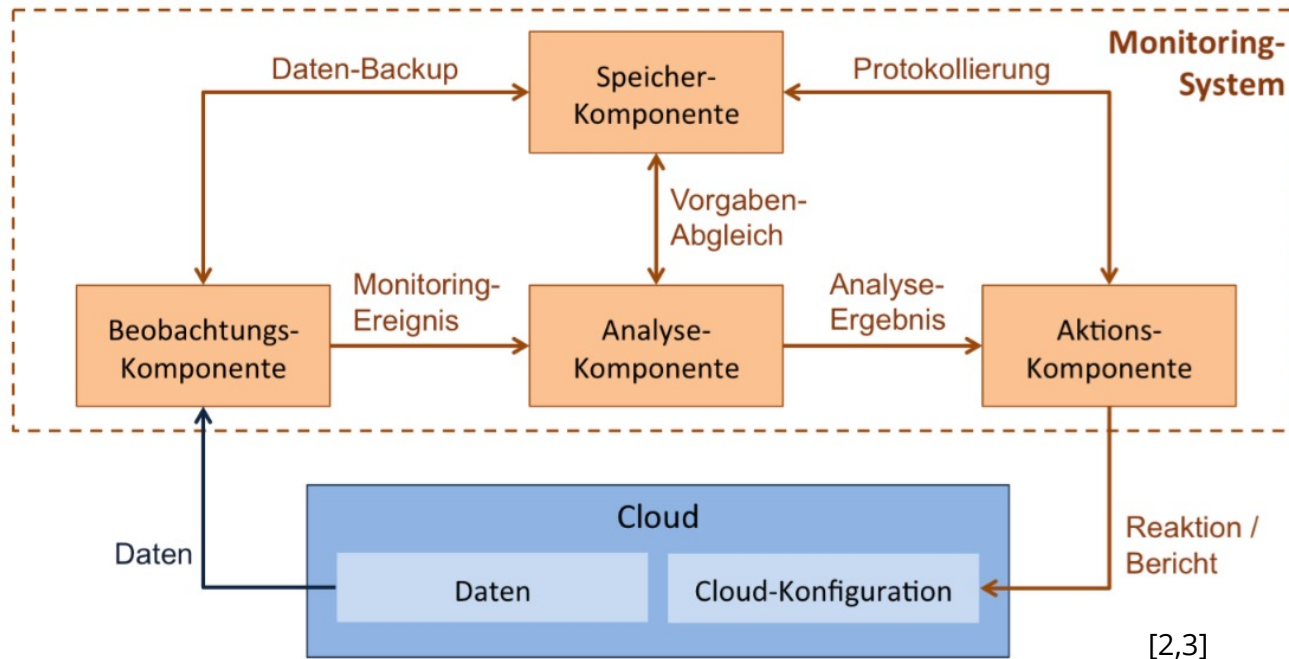 Monitoring-
System
Daten-Backup
Speicher-
Komponente
Protokollierung
Vorgaben-
Abgleich
Beobachtungs-
Komponente
Monitoring-
Ereignis
Analyse-
Komponente
Analyse-
Ergebnis
Aktions-
Komponente
Cloud
Daten
Daten
Cloud-Konfiguration
Reaktion /
Bericht
[2,3]